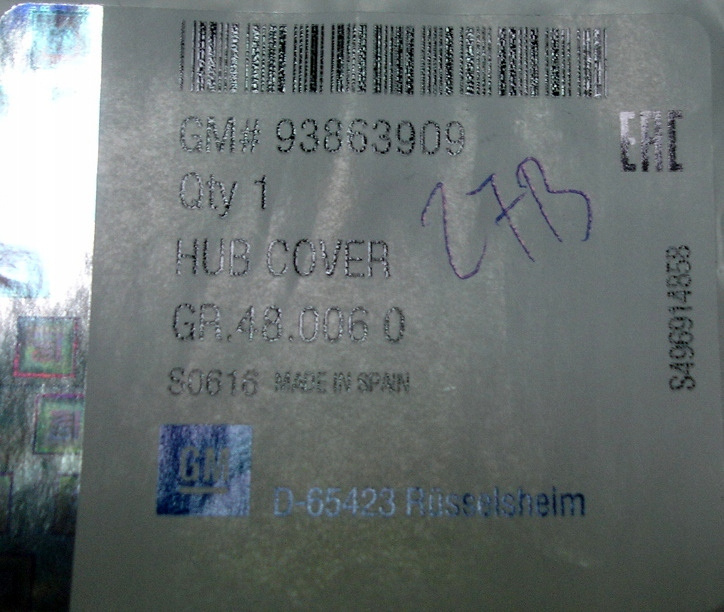 GM# 93863909
EAC
Qty 1
27B
HUB COVER
GR.48.006 0
S0616 MADE IN SPAIN
S496914858
GM
D-65423 Rüsselsheim